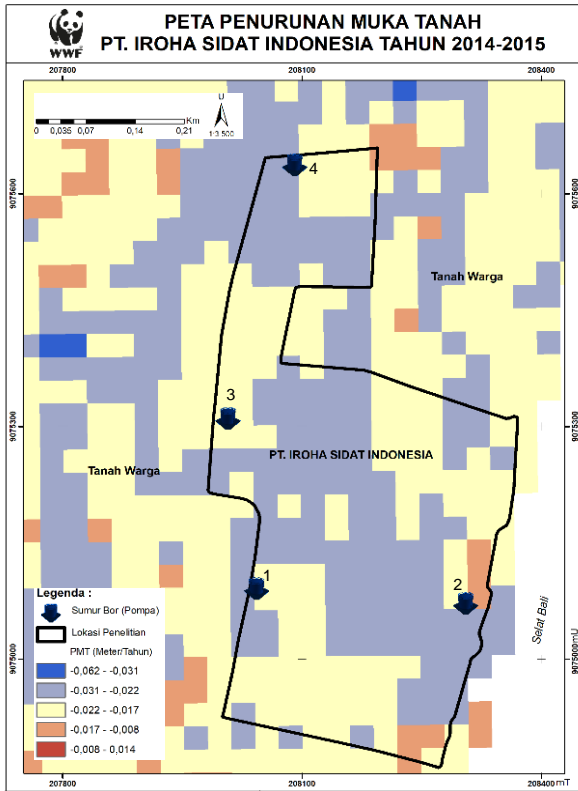 PETA PENURUNAN MUKA TANAH
PT. IROHA SIDAT INDONESIA TAHUN 2014-2015
WWF
207800
208100
208400
Km
0 0,035 0,07 0,14 0,21
U
1:3 500
4
9075600
9075600
Tanah Warga
3
9075300
9075300
PT. IROHA SIDAT INDONESIA
Tanah Warga
1
2
Selat Bali
9075000
9075000mU
Legenda :
Sumur Bor (Pompa)
Lokasi Penelitian
PMT (Meter/Tahun)
-0,062 - -0,031
-0,031 - -0,022
-0,022 - -0,017
-0,017 - -0,008
-0,008 - 0,014
207800
208100
208400mT